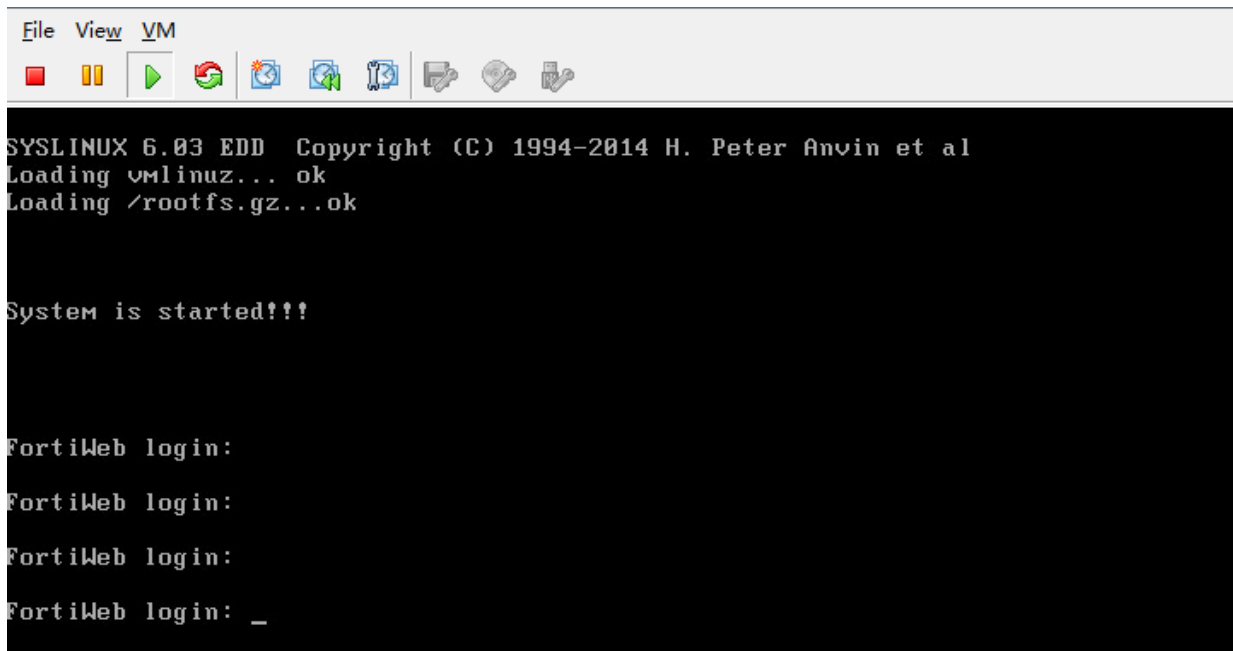 File View VM
SYSLINUX 6.03 EDD Copyright (C) 1994-2014 H. Peter Anvin et al
Loading vmlinuz... ok
Loading /rootfs.gz...ok
System is started!!!
FortiWeb login:
FortiWeb login:
FortiWeb login:
FortiWeb login: _